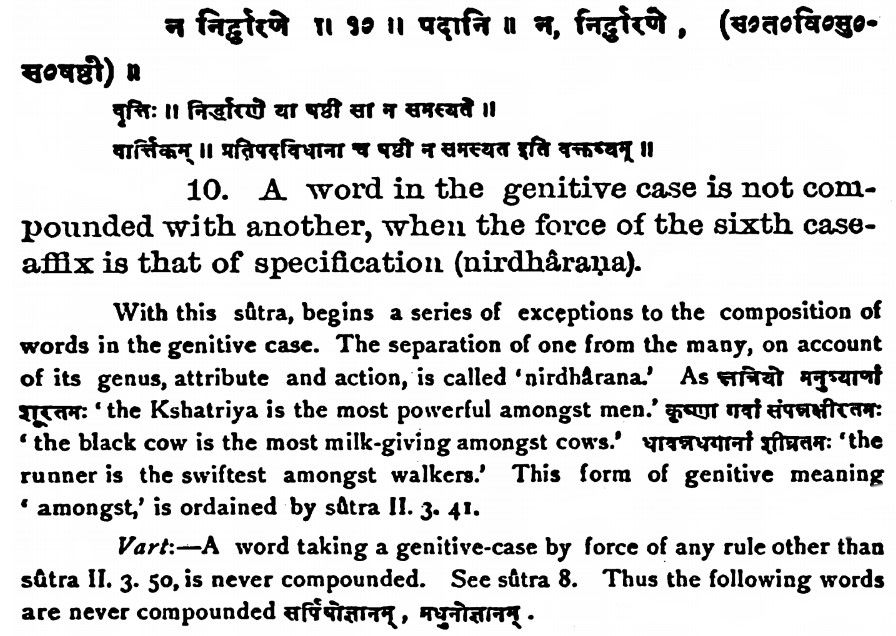 न निर्द्धारणे ॥ १० ॥ पदानि ॥ न, निर्द्धारणे , (स०त०वि०सु०-
स०षष्ठी) ॥
वृत्तिः ॥ निर्द्धारणे या षष्ठी सा न समस्यते ॥
वार्त्तिकम् ॥ प्रतिपदविधाना च षष्ठी न समस्यत इति वक्तव्यम् ॥
10. A word in the genitive case is not com-
pounded with another, when the force of the sixth case-
affix is that of specification (nirdhâraṇa).
With this sûtra, begins a series of exceptions to the composition of
words in the genitive case. The separation of one from the many, on account
of its genus, attribute and action, is called 'nirdhârana.' As क्षत्रियो मनुष्याणां
शूरतमः 'the Kshatriya is the most powerful amongst men.' कृष्णा गवां संपन्नक्षीरतमः
'the black cow is the most milk-giving amongst cows.' धावन्नध्वगानां शीघ्रतमः 'the
runner is the swiftest amongst walkers.' This form of genitive meaning
'amongst,' is ordained by sûtra II. 3. 41.
Vart:—A word taking a genitive-case by force of any rule other than
sûtra II. 3. 50, is never compounded. See sûtra 8. Thus the following words
are never compounded सर्पिषोज्ञानम् , मधुनोज्ञानम् .